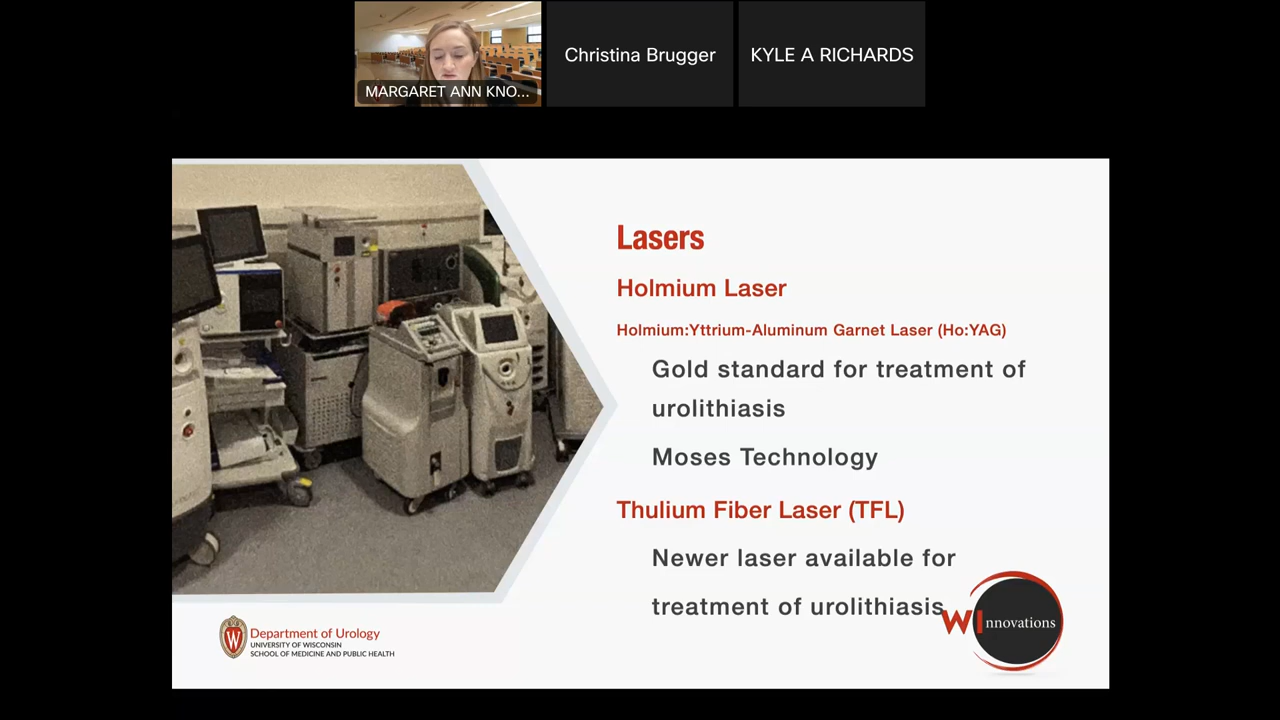 MARGARET ANN KNO...
Christina Brugger
KYLE A RICHARDS
Lasers
Holmium Laser
Holmium:Yttrium-Aluminum Garnet Laser (Ho:YAG)
Gold standard for treatment of
urolithiasis
Moses Technology
Thulium Fiber Laser (TFL)
Newer laser available for
treatment of urolithiasis
WInnovations
W
Department of Urology
UNIVERSITY OF WISCONSIN
SCHOOL OF MEDICINE AND PUBLIC HEALTH